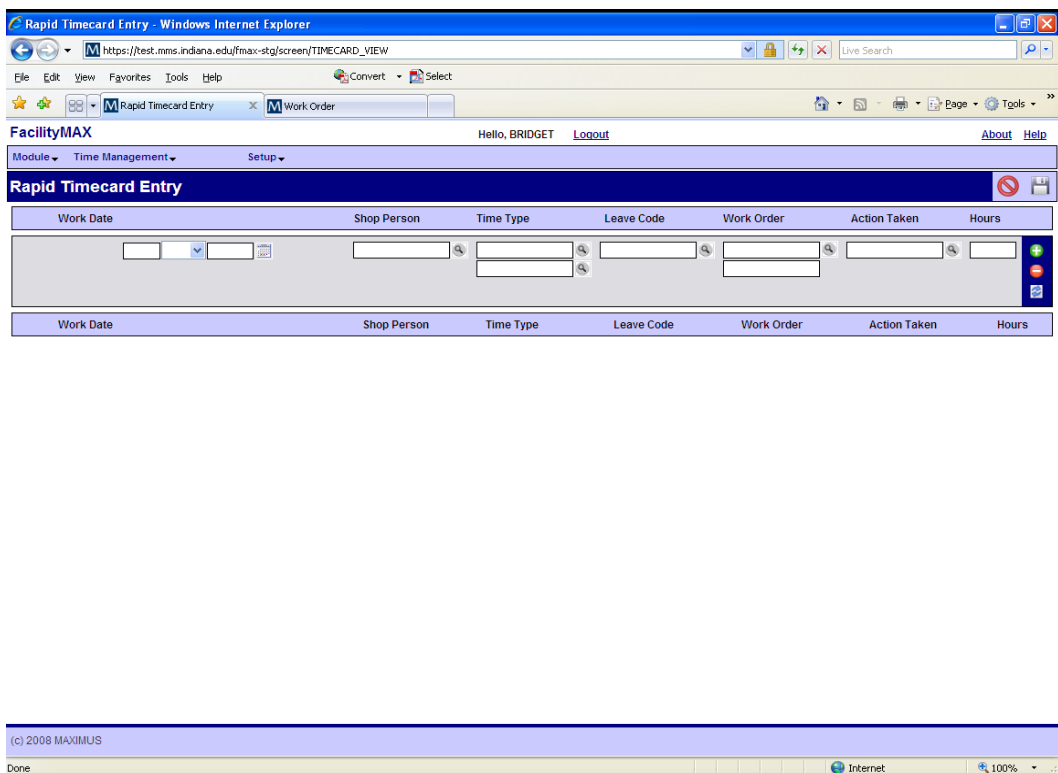 Rapid Timecard Entry - Windows Internet Explorer
M https://test.mms.indiana.edu/fmax-stg/screen/TIMECARD_VIEW Live Search
File Edit View Favorites Tools Help Convert Select
M Rapid Timecard Entry X M Work Order Page Tools »
FacilityMAX Hello, BRIDGET Logout About Help
Module Time Management Setup
Rapid Timecard Entry
Work Date Shop Person Time Type Leave Code Work Order Action Taken Hours
Work Date Shop Person Time Type Leave Code Work Order Action Taken Hours
(c) 2008 MAXIMUS
Done Internet 100%